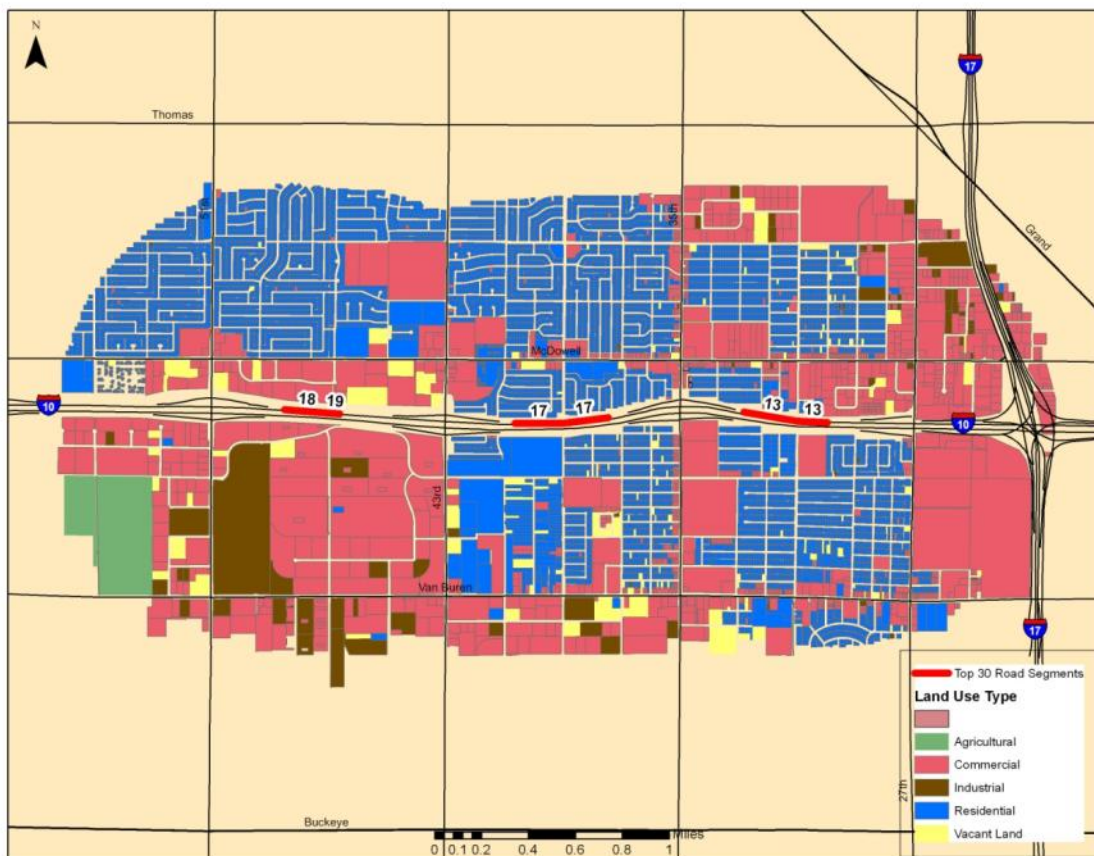 N
17
Thomas
51st
35th
Grand
McDowell
10
18 19
17 17
13 13
10
43rd
Van Buren
17
27th
Top 30 Road Segments
Land Use Type
Agricultural
Commercial
Industrial
Residential
Vacant Land
Buckeye
Miles
0 0.1 0.2 0.4 0.6 0.8 1